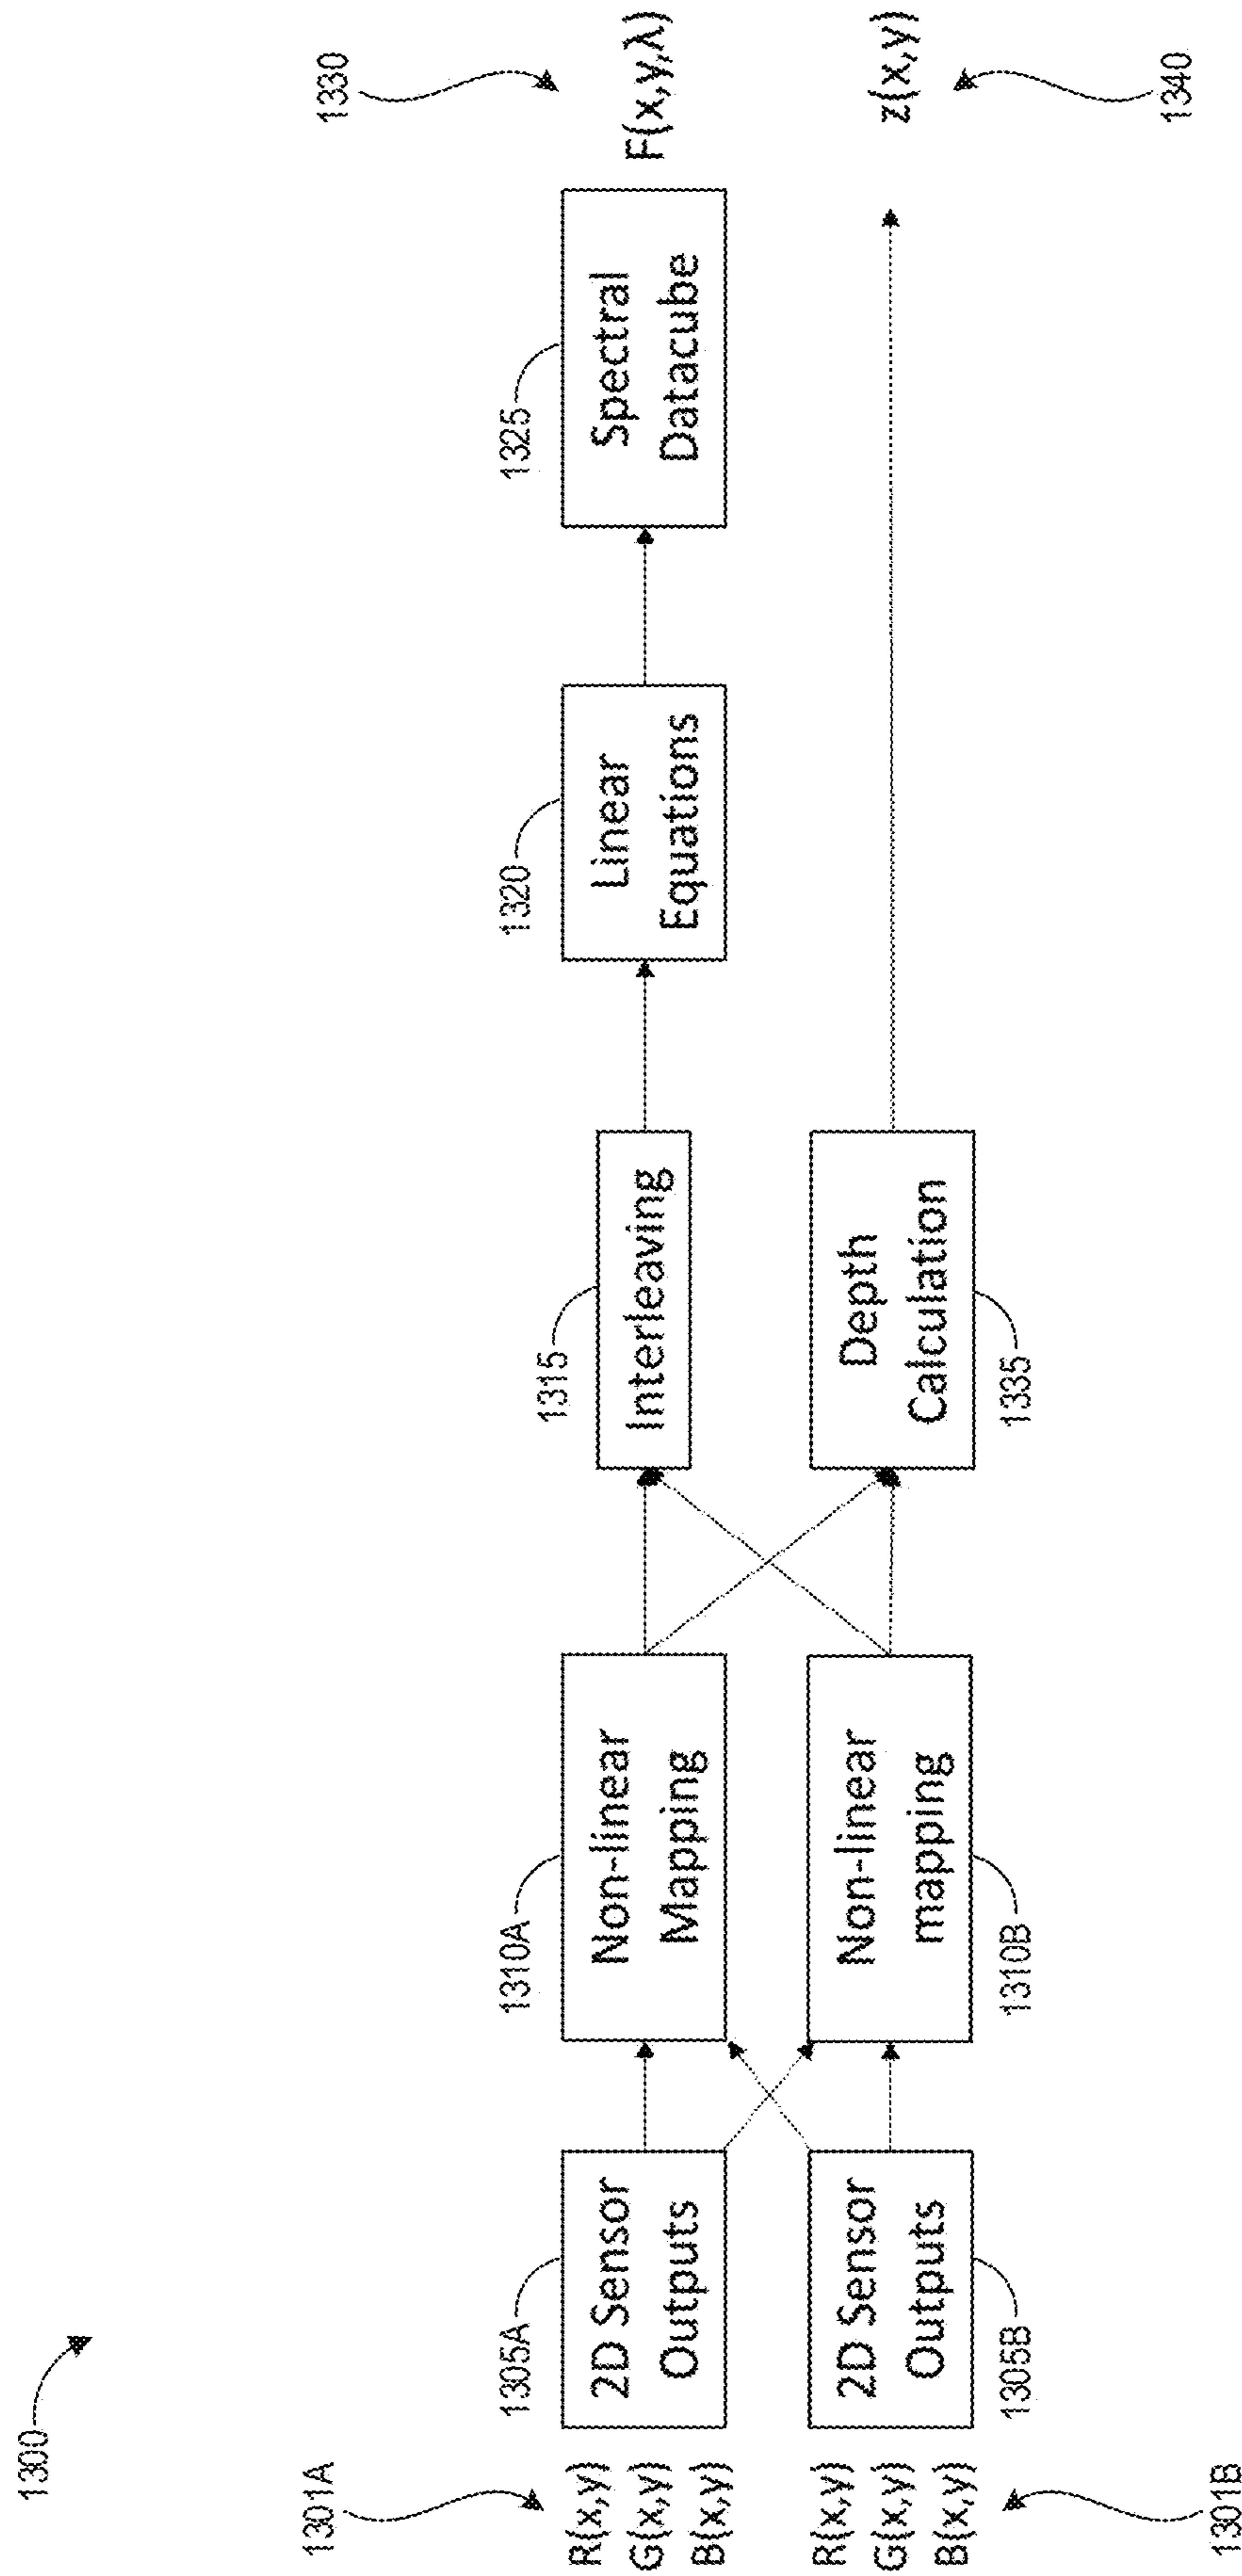 1300
1301A
R(x,y)
G(x,y)
B(x,y)
1305A
2D Sensor
Outputs
1310A
Non-linear
Mapping
1315
Interleaving
1320
Linear
Equations
1325
Spectral
Datacube
1330
F(x,y,λ)
R(x,y)
G(x,y)
B(x,y)
1301B
2D Sensor
Outputs
1305B
Non-linear
mapping
1310B
Depth
Calculation
1335
z(x,y)
1340